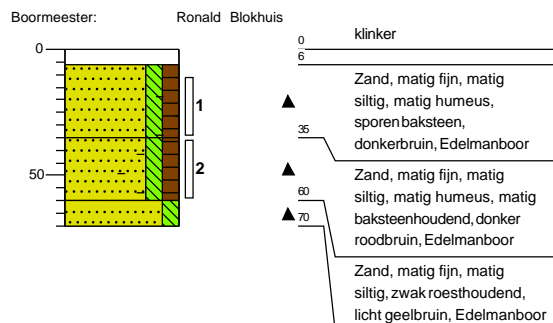 Boormeester: Ronald Blokhuis
0
50
1
2
0
klinker
6
Zand, matig fijn, matig
siltig, matig humeus,
sporen baksteen,
donkerbruin, Edelmanboor
35
Zand, matig fijn, matig
siltig, matig humeus, matig
baksteenhoudend, donker
roodbruin, Edelmanboor
60
Zand, matig fijn, matig
siltig, zwak roesthoudend,
licht geelbruin, Edelmanboor
70